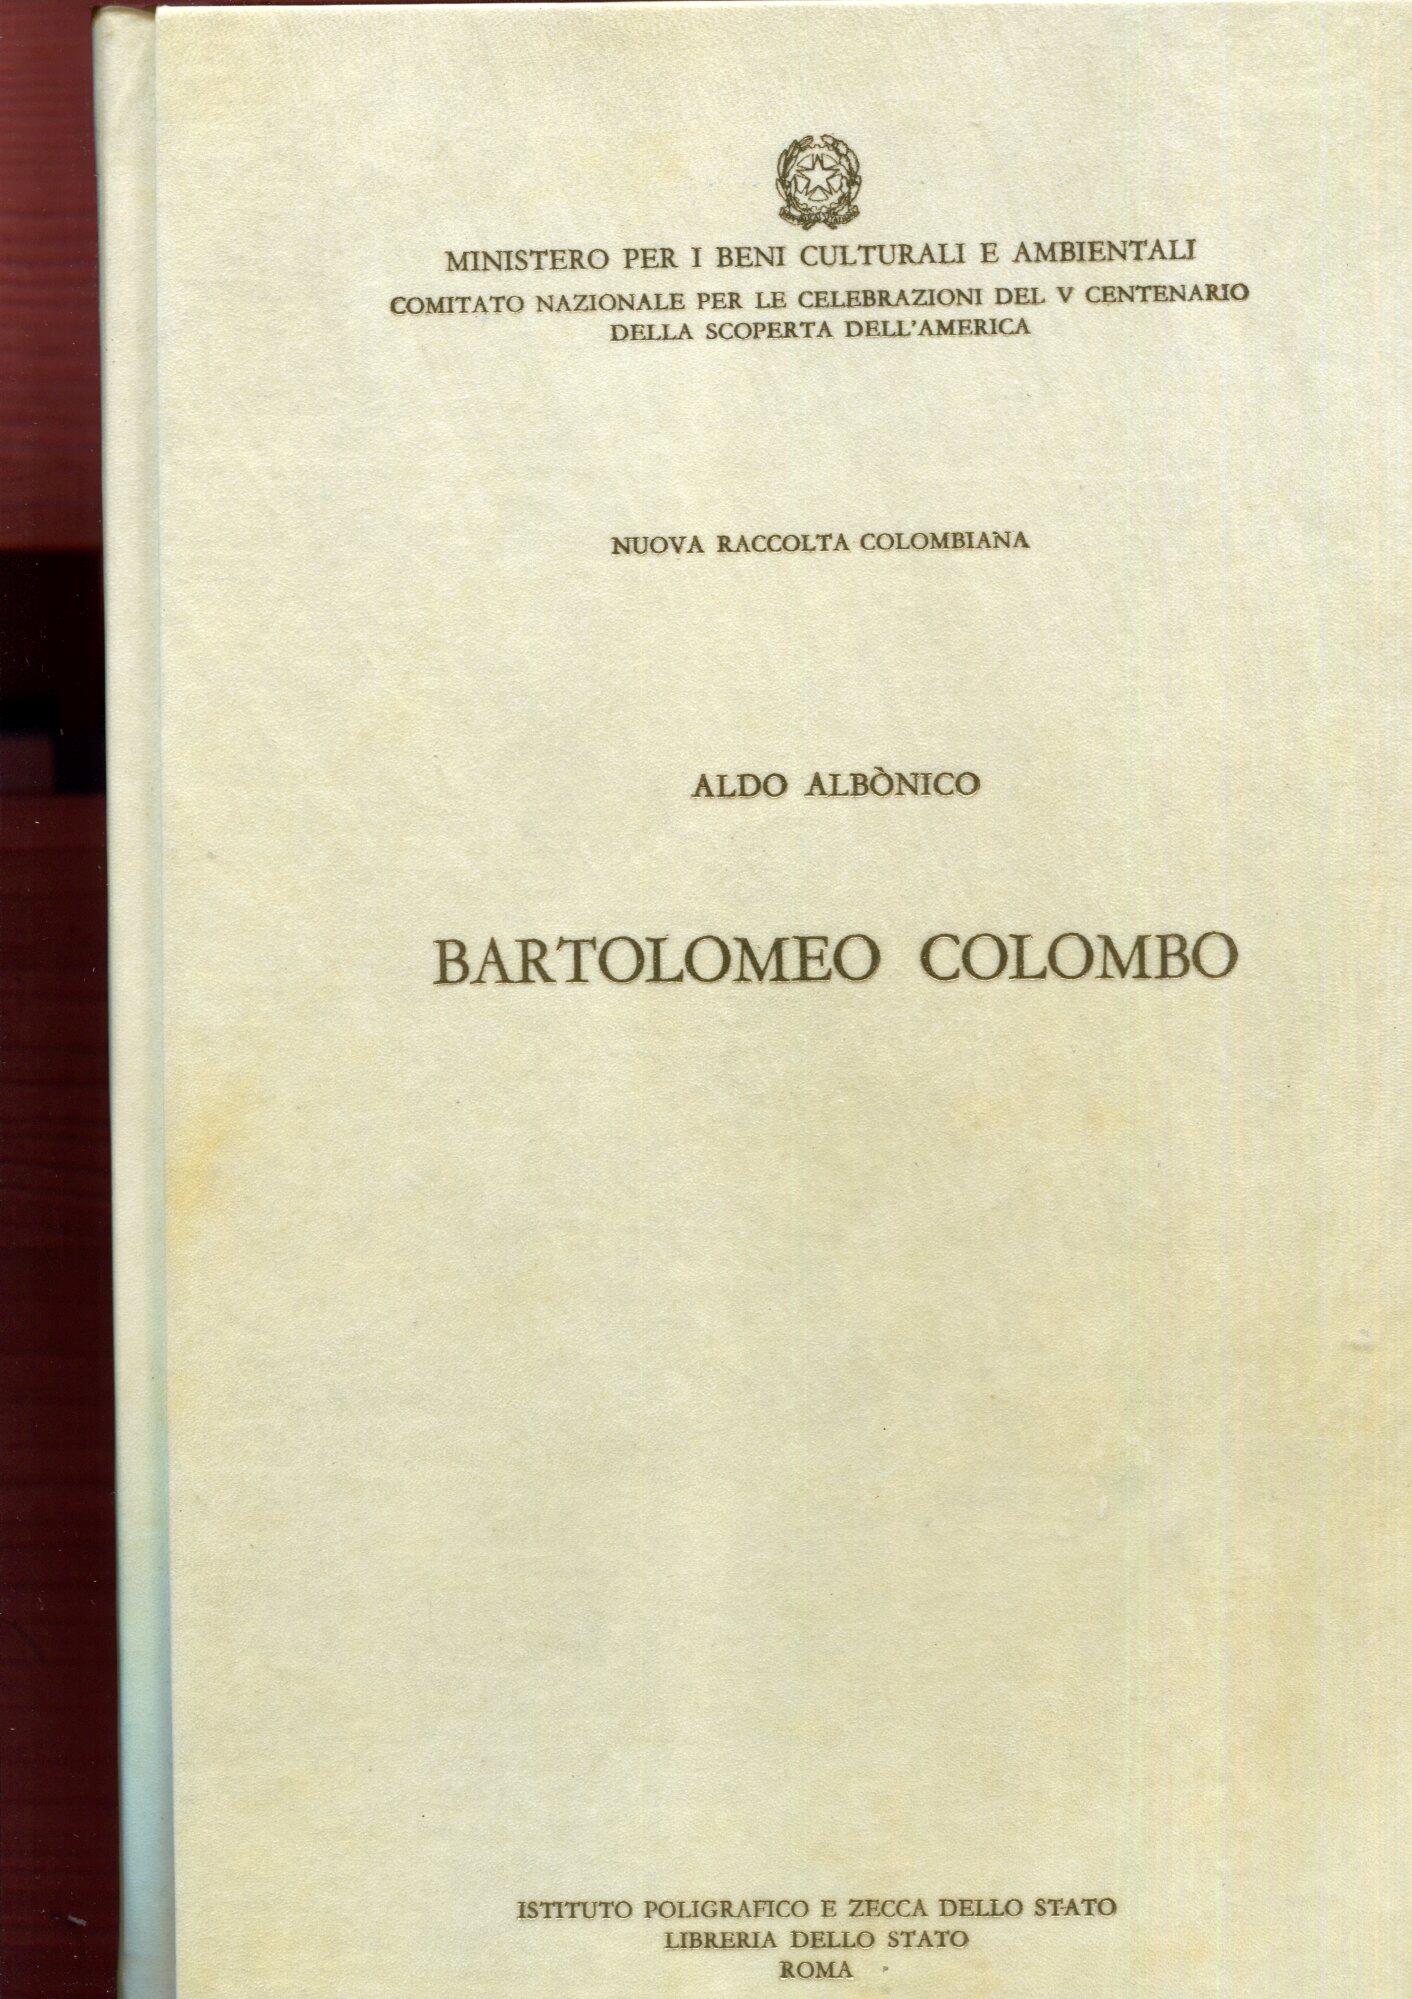 MINISTERO PER I BENI CULTURALI E AMBIENTALI
COMITATO NAZIONALE PER LE CELEBRAZIONI DEL V CENTENARIO
DELLA SCOPERTA DELL'AMERICA
NUOVA RACCOLTA COLOMBIANA
ALDO ALBÒNICO
BARTOLOMEO COLOMBO
ISTITUTO POLIGRAFICO E ZECCA DELLO STATO
LIBRERIA DELLO STATO
ROMA